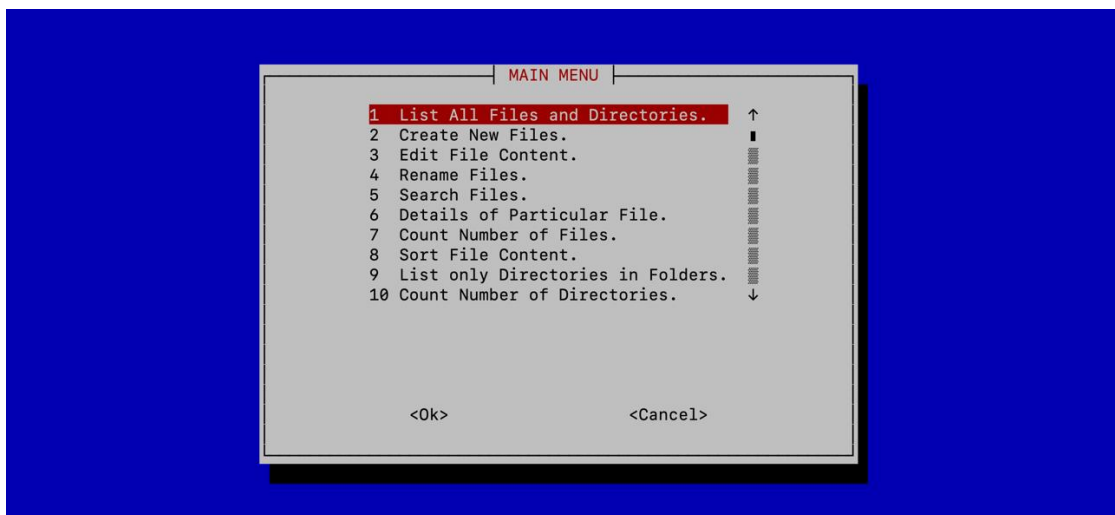 MAIN MENU
1 List All Files and Directories.
2 Create New Files.
3 Edit File Content.
4 Rename Files.
5 Search Files.
6 Details of Particular File.
7 Count Number of Files.
8 Sort File Content.
9 List only Directories in Folders.
10 Count Number of Directories.
<Ok> <Cancel>